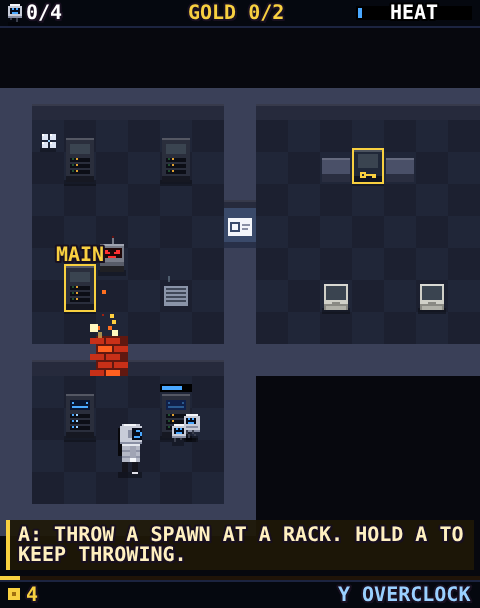 0/4
GOLD 0/2
HEAT
MAIN
A: THROW A SPAWN AT A RACK. HOLD A TO
KEEP THROWING.
4
Y OVERCLOCK